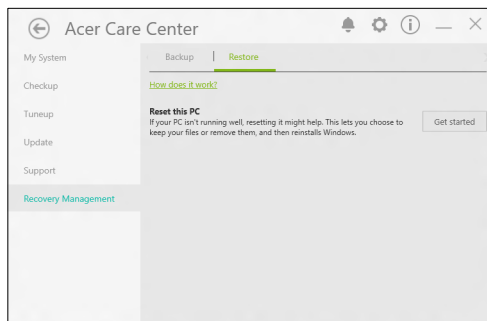 Acer Care Center
My System
Checkup
Tuneup
Update
Support
Recovery Management
Backup
Restore
How does it work?
Reset this PC
If your PC isn't running well, resetting it might help. This lets you choose to
keep your files or remove them, and then reinstalls Windows.
Get started